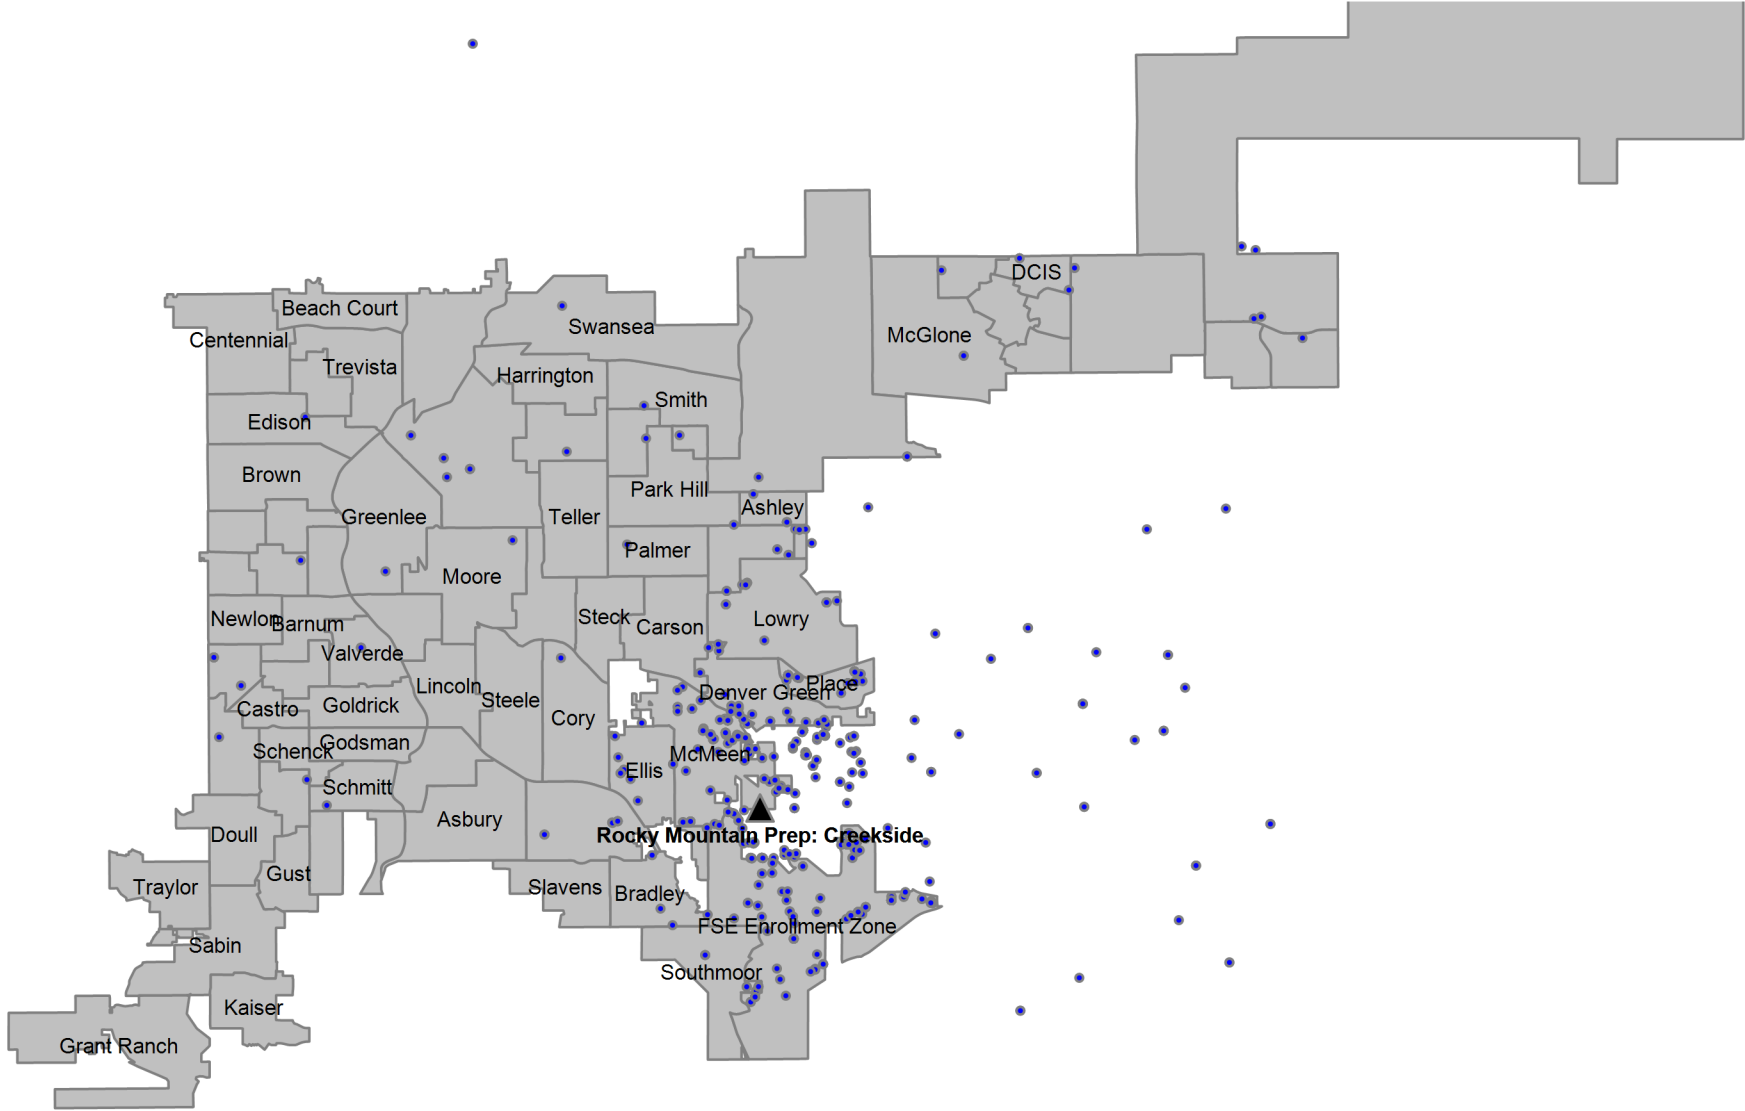 DCIS
Beach Court
Swansea
McGlone
Centennial
Trevista
Harrington
Smith
Edison
Brown
Park Hill
Ashley
Greenlee
Teller
Palmer
Moore
Newlon
Barnum
Steck
Carson
Lowry
Valverde
Lincoln
Steele
Denver Green
Place
Castro
Goldrick
Cory
Schenck
Godsman
McMeen
Ellis
Schmitt
Asbury
Doull
Rocky Mountain Prep: Creekside
Gust
Traylor
Slavens
Bradley
FSE Enrollment Zone
Sabin
Southmoor
Kaiser
Grant Ranch